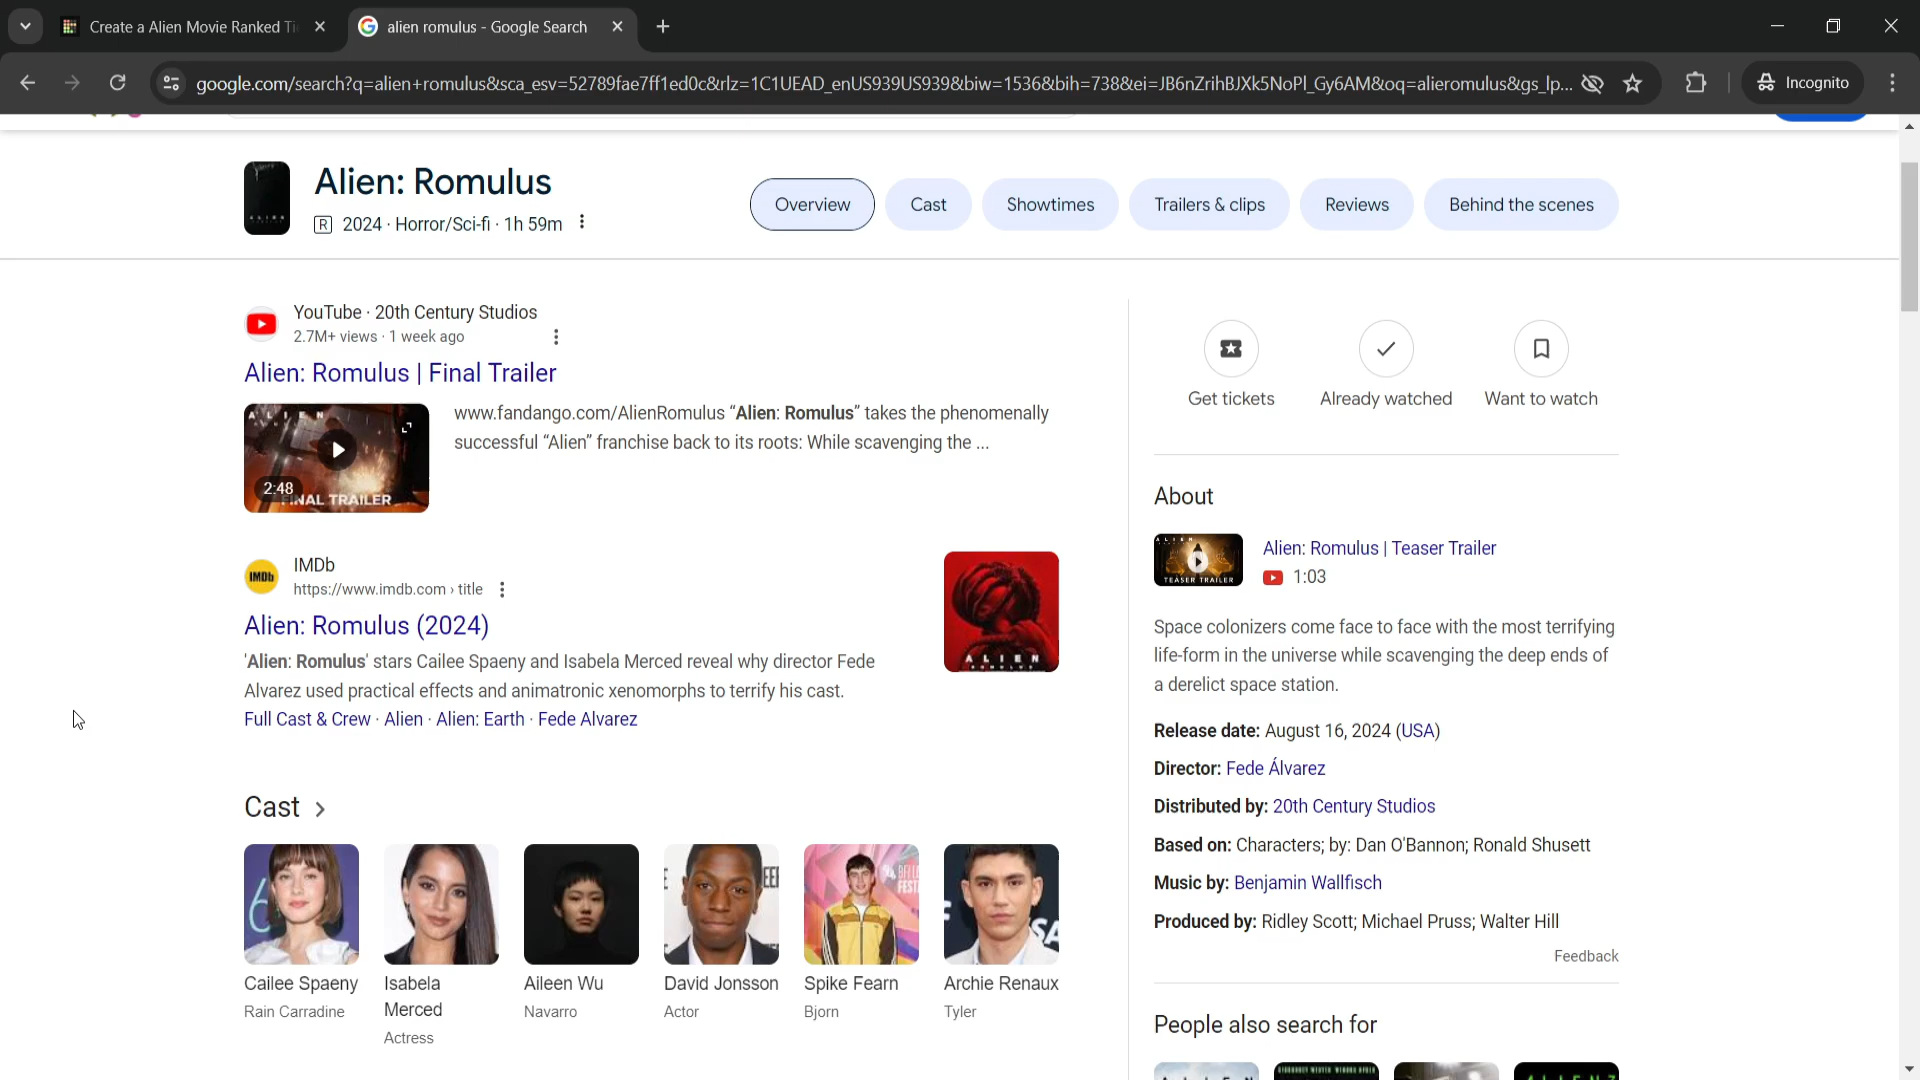 Create a Alien Movie Ranked Ti
alien romulus - Google Search
google.com/search?q=alien+romulus&sca_esv=52789fae7ff1ed0c&rlz=1C1UEAD_enUS939US939&biw=1536&bih=738&ei=JB6nZrihBJXk5NoPl_Gy6AM&oq=alieromulus&gs_lp...
Incognito
Alien: Romulus
R 2024 · Horror/Sci-fi · 1h 59m
Overview
Cast
Showtimes
Trailers & clips
Reviews
Behind the scenes
YouTube · 20th Century Studios
2.7M+ views · 1 week ago
Alien: Romulus | Final Trailer
ALIEN
2:48
FINAL TRAILER
www.fandango.com/AlienRomulus “Alien: Romulus” takes the phenomenally
successful “Alien” franchise back to its roots: While scavenging the ...
IMDb
IMDb
https://www.imdb.com › title
Alien: Romulus (2024)
'Alien: Romulus' stars Cailee Spaeny and Isabela Merced reveal why director Fede
Alvarez used practical effects and animatronic xenomorphs to terrify his cast.
Full Cast & Crew · Alien · Alien: Earth · Fede Alvarez
ALIEN
ROMULUS
Cast
Cailee Spaeny
Rain Carradine
Isabela
Merced
Actress
Aileen Wu
Navarro
David Jonsson
Actor
Spike Fearn
Bjorn
Archie Renaux
Tyler
Get tickets
Already watched
Want to watch
About
ALIEN
TEASER TRAILER
Alien: Romulus | Teaser Trailer
1:03
Space colonizers come face to face with the most terrifying
life-form in the universe while scavenging the deep ends of
a derelict space station.
Release date: August 16, 2024 (USA)
Director: Fede Álvarez
Distributed by: 20th Century Studios
Based on: Characters; by: Dan O'Bannon; Ronald Shusett
Music by: Benjamin Wallfisch
Produced by: Ridley Scott; Michael Pruss; Walter Hill
Feedback
People also search for